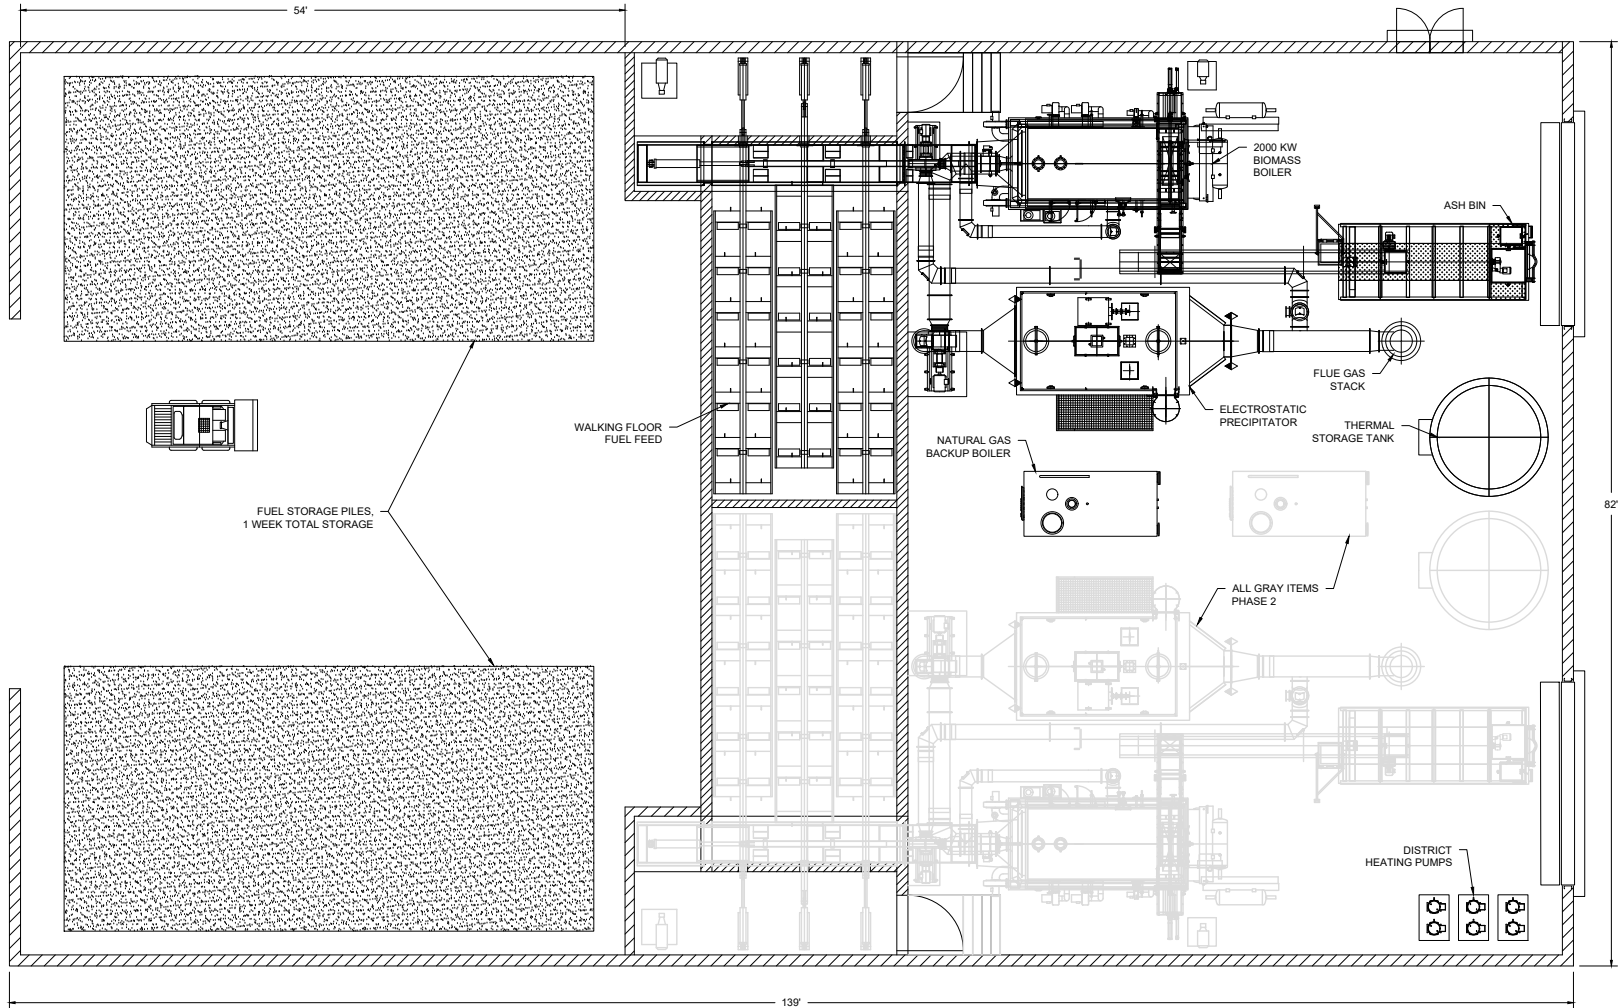 54'
2000 KW
BIOMASS
BOILER
ASH BIN
FLUE GAS
STACK
ELECTROSTATIC
PRECIPITATOR
THERMAL
STORAGE TANK
WALKING FLOOR
FUEL FEED
NATURAL GAS
BACKUP BOILER
FUEL STORAGE PILES,
1 WEEK TOTAL STORAGE
82'
ALL GRAY ITEMS
PHASE 2
DISTRICT
HEATING PUMPS
139'